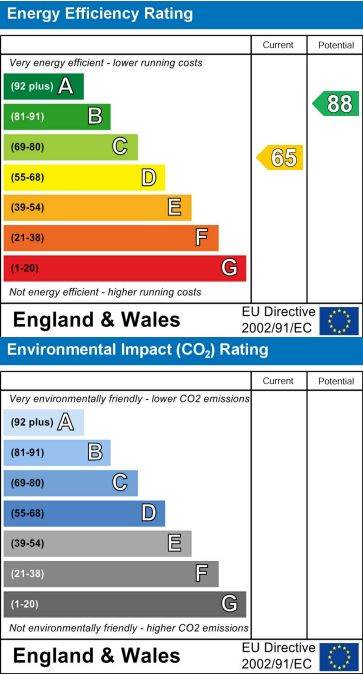 Energy Efficiency Rating
Current Potential
Very energy efficient - lower running costs
(92 plus) A
(81-91) B
88
(69-80) C
65
(55-68) D
(39-54) E
(21-38) F
(1-20) G
Not energy efficient - higher running costs
England & Wales
EU Directive
2002/91/EC
Environmental Impact (CO₂) Rating
Current Potential
Very environmentally friendly - lower CO2 emissions
(92 plus) A
(81-91) B
(69-80) C
(55-68) D
(39-54) E
(21-38) F
(1-20) G
Not environmentally friendly - higher CO2 emissions
England & Wales
EU Directive
2002/91/EC